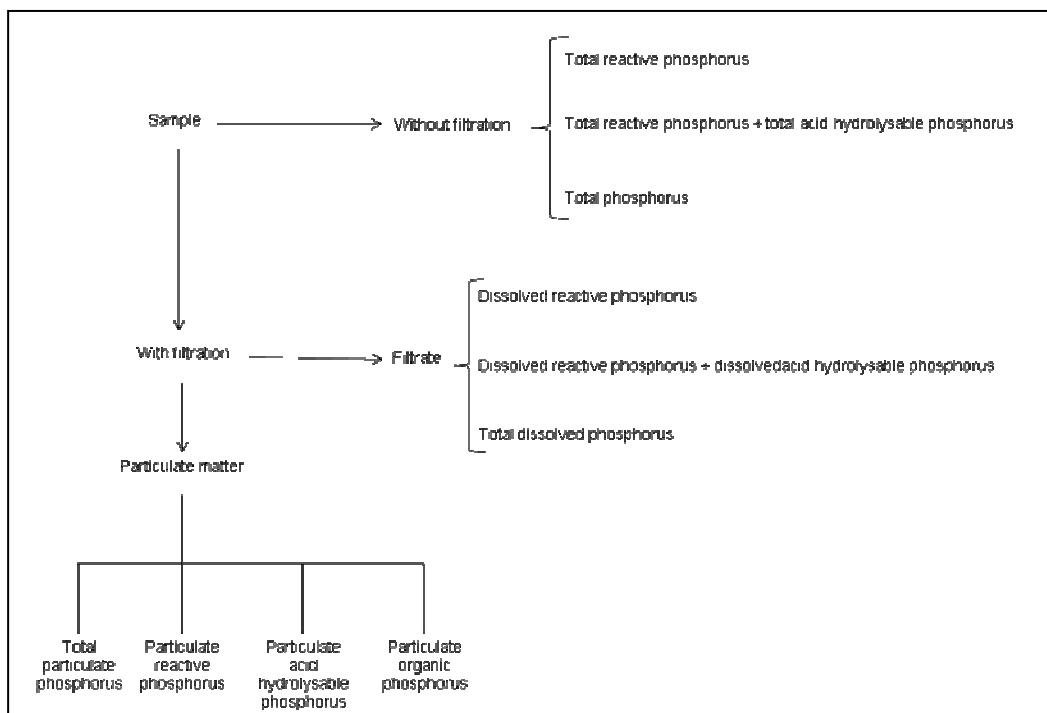 Total reactive phosphorus
Sample
Without filtration
Total reactive phosphorus + total acid hydrolysable phosphorus
Total phosphorus
Dissolved reactive phosphorus
With filtration
Filtrate
Dissolved reactive phosphorus + dissolvedacid hydrolysable phosphorus
Total dissolved phosphorus
Particulate matter
Total
particulate
phosphorus
Particulate
reactive
phosphorus
Particulate
acid
hydrolysable
phosphorus
Particulate
organic
phosphorus